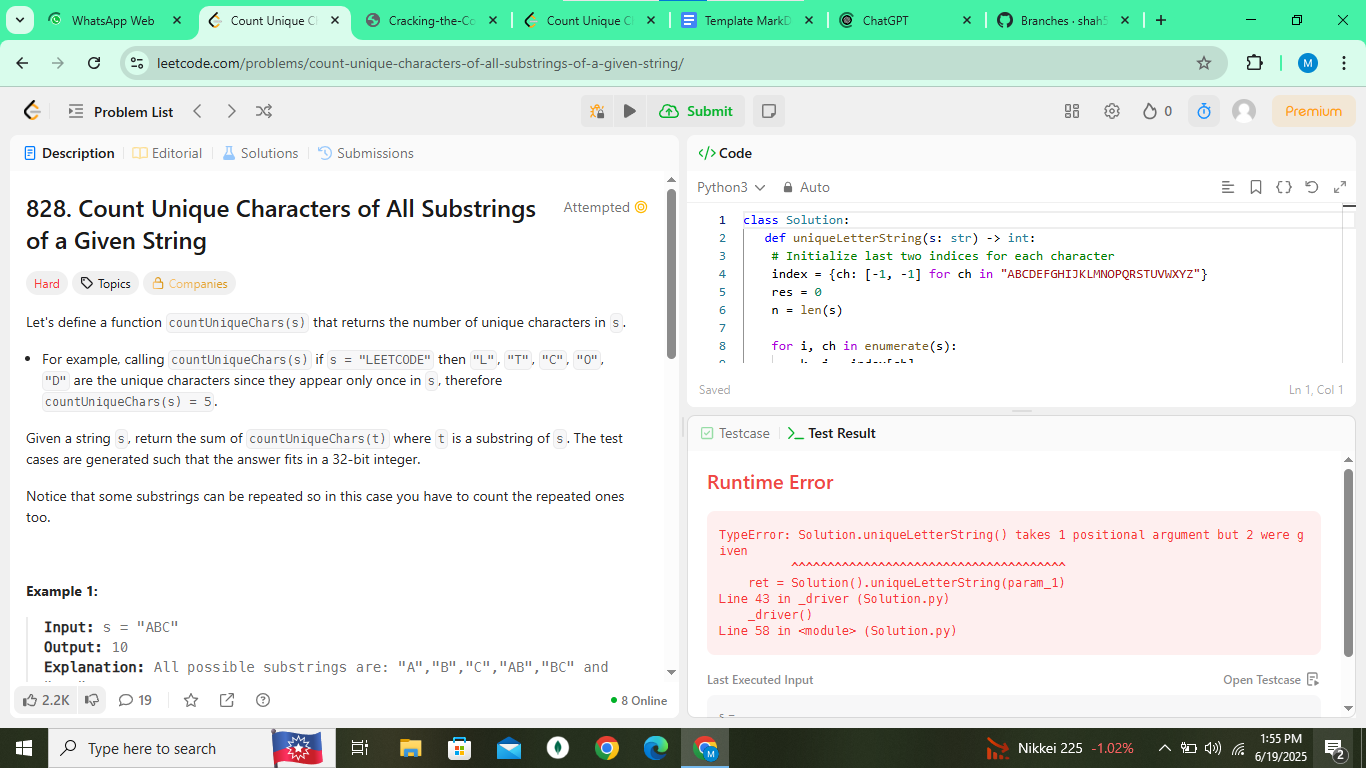 WhatsApp Web
Count Unique C
Cracking-the-Co
Count Unique C
Template MarkD
ChatGPT
Branches · shah5
leetcode.com/problems/count-unique-characters-of-all-substrings-of-a-given-string/
M
Problem List
Submit
0
Premium
Description
Editorial
Solutions
Submissions
828. Count Unique Characters of All Substrings
of a Given String
Attempted
Hard
Topics
Companies
Let's define a function countUniqueChars(s) that returns the number of unique characters in s.
• For example, calling countUniqueChars(s) if s = "LEETCODE" then "L", "T", "C", "O",
"D" are the unique characters since they appear only once in s, therefore
countUniqueChars(s) = 5.
Given a string s, return the sum of countUniqueChars(t) where t is a substring of s. The test
cases are generated such that the answer fits in a 32-bit integer.
Notice that some substrings can be repeated so in this case you have to count the repeated ones
too.
Example 1:
Input: s = "ABC"
Output: 10
Explanation: All possible substrings are: "A","B","C","AB","BC" and
2.2K
19
8 Online
</> Code
Python3
Auto
1 class Solution:
2 def uniqueLetterString(s: str) -> int:
3 # Initialize last two indices for each character
4 index = {ch: [-1, -1] for ch in "ABCDEFGHIJKLMNOPQRSTUVWXYZ"}
5 res = 0
6 n = len(s)
7
8 for i, ch in enumerate(s):
Saved
Ln 1, Col 1
Testcase
Test Result
Runtime Error
TypeError: Solution.uniqueLetterString() takes 1 positional argument but 2 were g
iven
^^^^^^^^^^^^^^^^^^^^^^^^^^^^^^^^^^^^^^
ret = Solution().uniqueLetterString(param_1)
Line 43 in _driver (Solution.py)
_driver()
Line 58 in <module> (Solution.py)
Last Executed Input
Open Testcase
s =
Type here to search
M
Nikkei 225 -1.02%
1:55 PM
6/19/2025
2